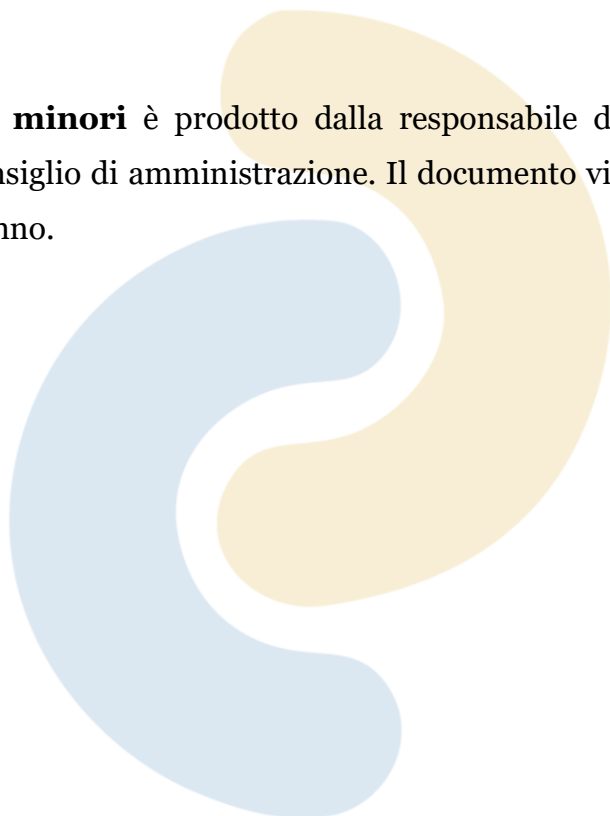 minori è prodotto dalla responsabile d
nsiglio di amministrazione. Il documento vi
nno.